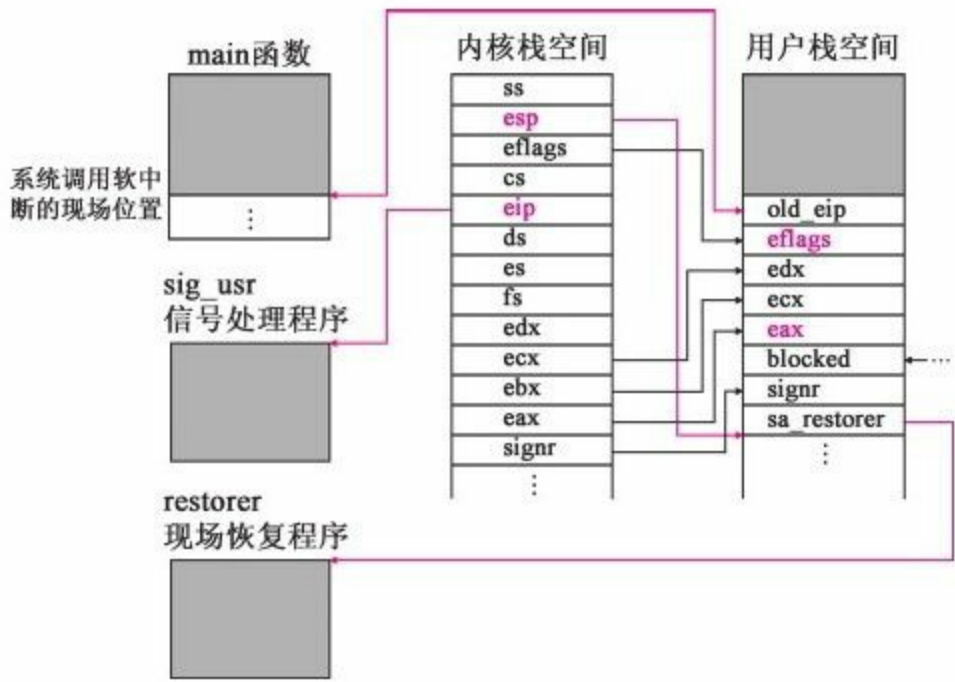 main函数
系统调用软中
断的现场位置
⋮
sig_usr
信号处理程序
restorer
现场恢复程序
内核栈空间
ss
esp
eflags
cs
eip
ds
es
fs
edx
ecx
ebx
eax
signr
⋮
用户栈空间
old_eip
eflags
edx
ecx
eax
blocked
…
signr
sa_restorer
⋮